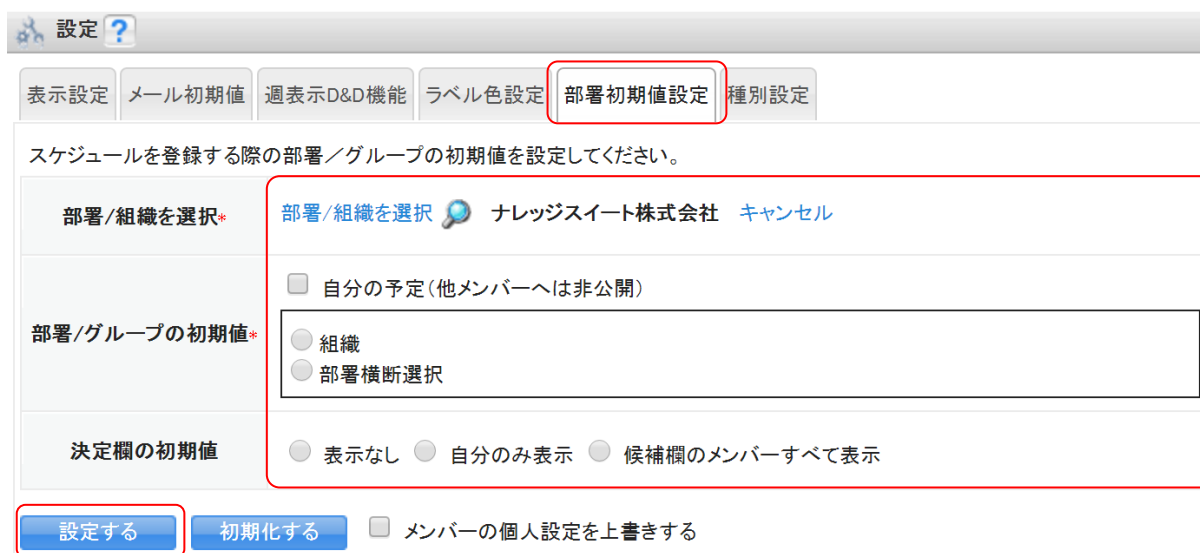 設定 ?
表示設定 メール初期値 週表示D&D機能 ラベル色設定 部署初期値設定 種別設定
スケジュールを登録する際の部署／グループの初期値を設定してください。
部署/組織を選択* 部署/組織を選択 ナレッジスイート株式会社 キャンセル
自分の予定(他メンバーへは非公開)
部署/グループの初期値*
組織
部署横断選択
決定欄の初期値 表示なし 自分のみ表示 候補欄のメンバーすべて表示
設定する 初期化する メンバーの個人設定を上書きする